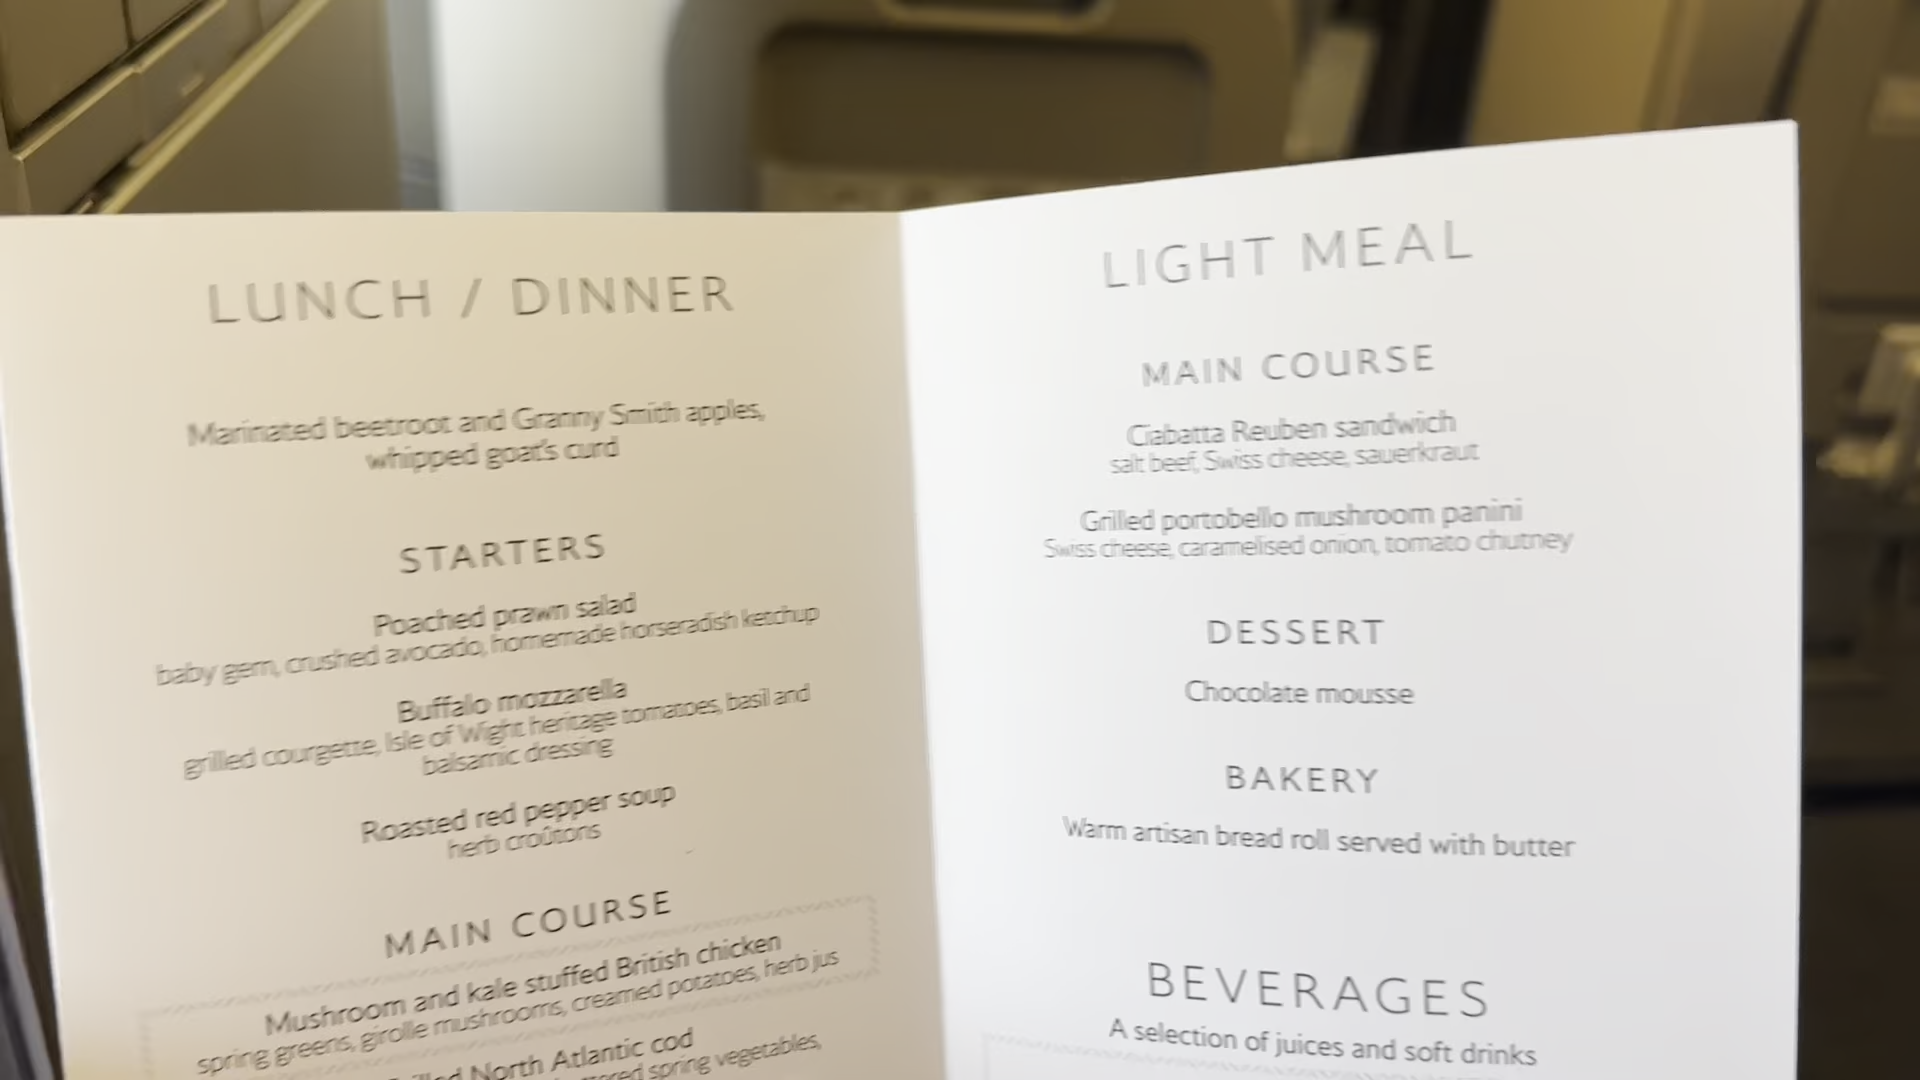 LUNCH / DINNER
Marinated beetroot and Granny Smith apples,
whipped goat's curd
STARTERS
Poached prawn salad
baby gem, crushed avocado, homemade horseradish ketchup
Buffalo mozzarella
grilled courgette, Isle of Wight heritage tomatoes, basil and
balsamic dressing
Roasted red pepper soup
herb croûtons
MAIN COURSE
Mushroom and kale stuffed British chicken
spring greens, girolle mushrooms, creamed potatoes, herb jus
North Atlantic cod
spring vegetables,
LIGHT MEAL
MAIN COURSE
Ciabatta Reuben sandwich
salt beef, Swiss cheese, sauerkraut
Grilled portobello mushroom panini
Swiss cheese, caramelised onion, tomato chutney
DESSERT
Chocolate mousse
BAKERY
Warm artisan bread roll served with butter
BEVERAGES
A selection of juices and soft drinks